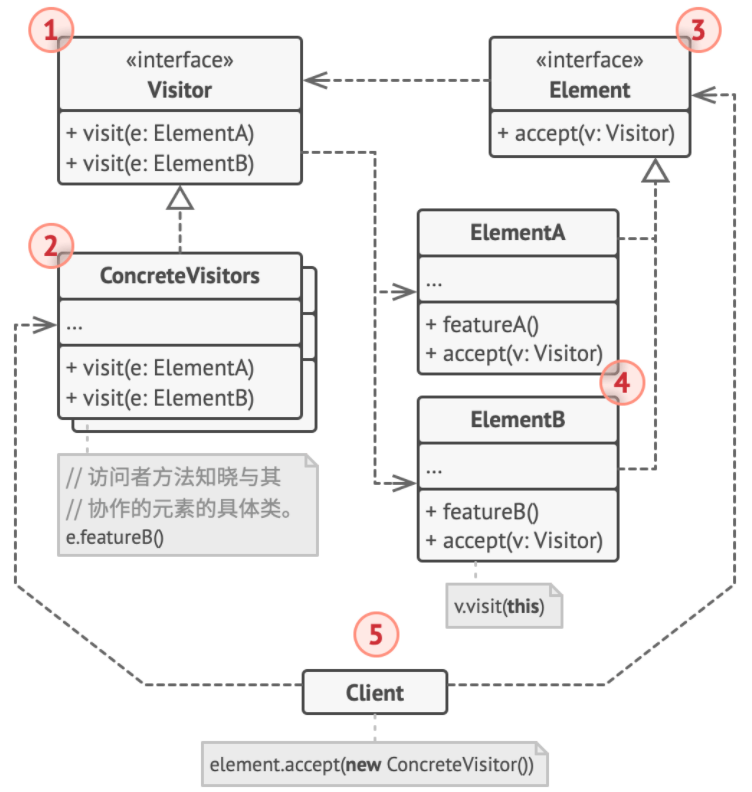 1
«interface»
Visitor
+ visit(e: ElementA)
+ visit(e: ElementB)
2
ConcreteVisitors
...
+ visit(e: ElementA)
+ visit(e: ElementB)
// 访问者方法知晓与其
// 协作的元素的具体类。
e.featureB()
3
«interface»
Element
+ accept(v: Visitor)
ElementA
...
+ featureA()
+ accept(v: Visitor)
4
ElementB
...
+ featureB()
+ accept(v: Visitor)
v.visit(this)
5
Client
element.accept(new ConcreteVisitor())